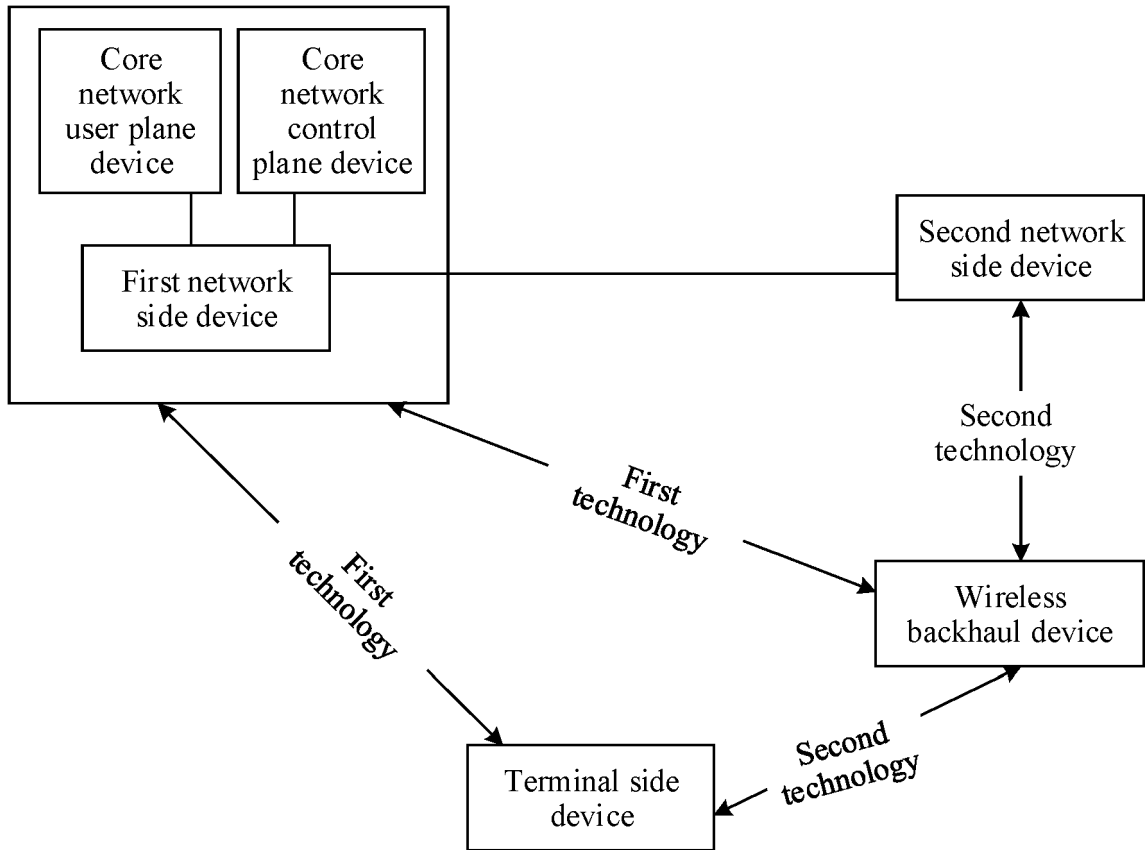 Core
network
user plane
device
Core
network
control
plane device
First network
side device
Second network
side device
Second
technology
First
technology
First
technology
Wireless
backhaul device
Second
technology
Terminal side
device